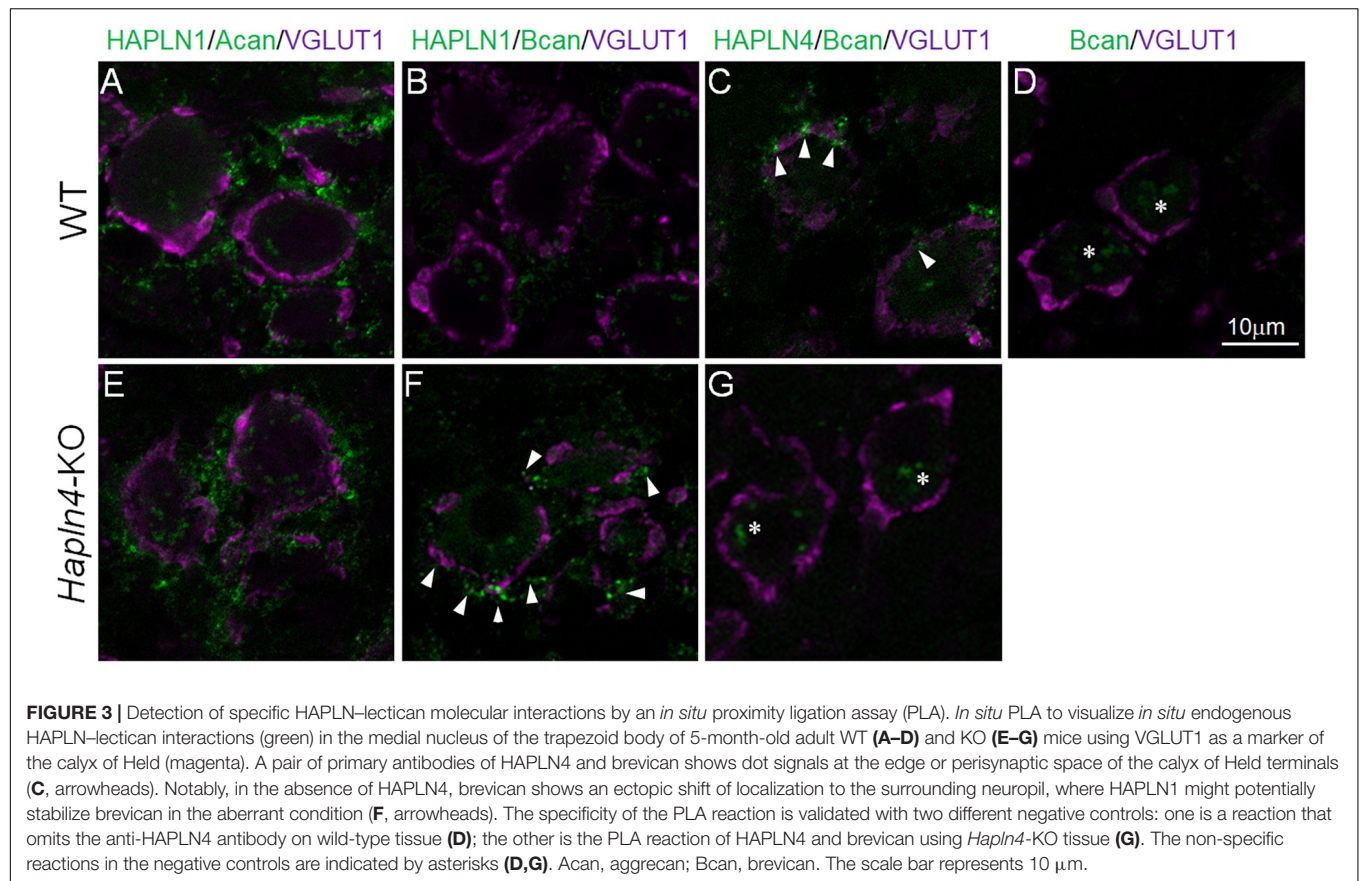 HAPLN1/Acan/VGLUT1 HAPLN1/Bcan/VGLUT1 HAPLN4/Bcan/VGLUT1 Bcan/VGLUT1
A B C D
WT
* *
10μm
E F G
Hapln4-KO
* *
FIGURE 3 | Detection of specific HAPLN–lectican molecular interactions by an in situ proximity ligation assay (PLA). In situ PLA to visualize in situ endogenous
HAPLN–lectican interactions (green) in the medial nucleus of the trapezoid body of 5-month-old adult WT (A–D) and KO (E–G) mice using VGLUT1 as a marker of
the calyx of Held (magenta). A pair of primary antibodies of HAPLN4 and brevican shows dot signals at the edge or perisynaptic space of the calyx of Held terminals
(C, arrowheads). Notably, in the absence of HAPLN4, brevican shows an ectopic shift of localization to the surrounding neuropil, where HAPLN1 might potentially
stabilize brevican in the aberrant condition (F, arrowheads). The specificity of the PLA reaction is validated with two different negative controls: one is a reaction that
omits the anti-HAPLN4 antibody on wild-type tissue (D); the other is the PLA reaction of HAPLN4 and brevican using Hapln4-KO tissue (G). The non-specific
reactions in the negative controls are indicated by asterisks (D,G). Acan, aggrecan; Bcan, brevican. The scale bar represents 10 μm.